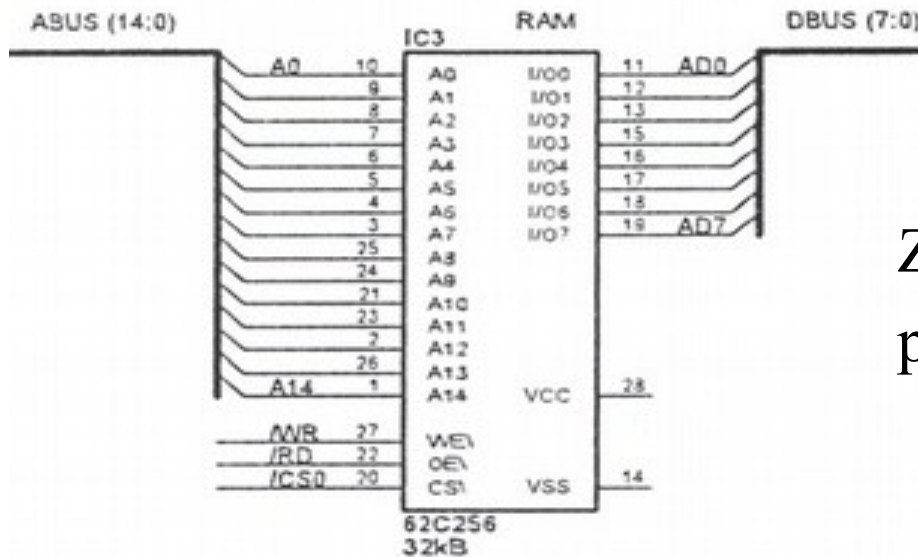 ABUS (14:0) RAM DBUS (7:0)
IC3
A0 10 A0 I/O0 11 AD0
9 A1 I/O1 12
8 A2 I/O2 13
7 A3 I/O3 15
6 A4 I/O4 16
5 A5 I/O5 17
4 A6 I/O6 18
3 A7 I/O7 19 AD7
25 A8
24 A9
21 A10
23 A11
2 A12
26 A13
A14 1 A14 VCC 28
/WR 27 WE\
/RD 22 OE\
/CS0 20 CS\ VSS 14
62C256
32kB
Z
p